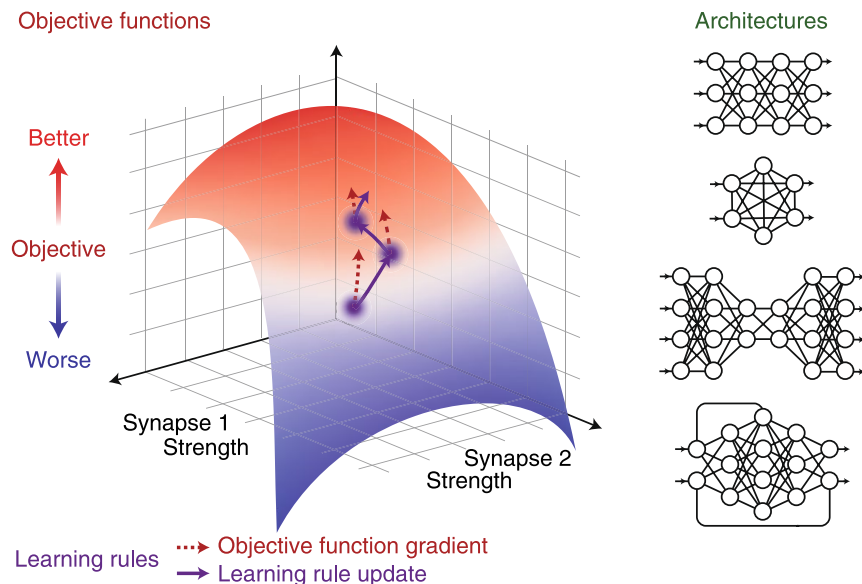 Objective functions
Architectures
Better
Objective
Worse
Synapse 1
Strength
Synapse 2
Strength
Learning rules
Objective function gradient
Learning rule update